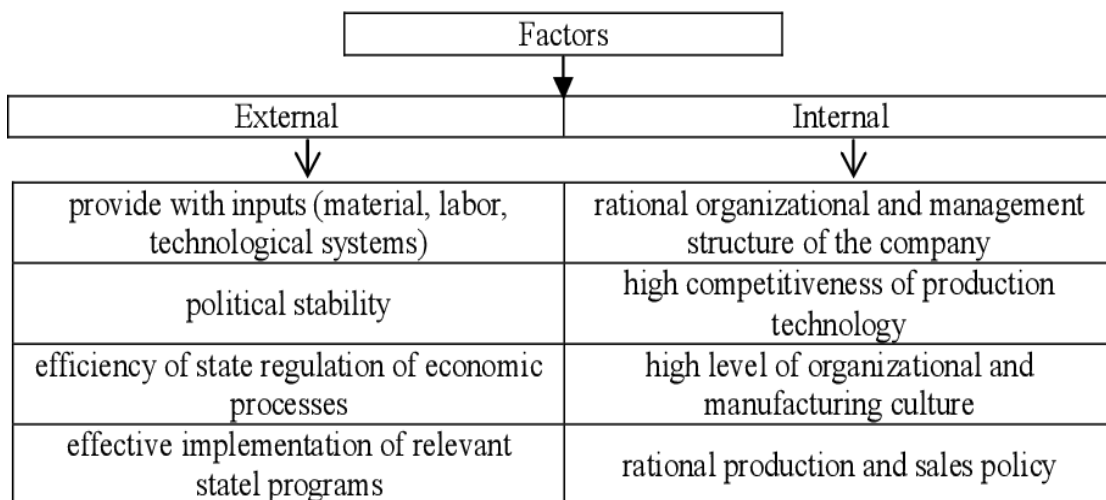 Factors
External
Internal
provide with inputs (material, labor,
technological systems)
rational organizational and management
structure of the company
political stability
high competitiveness of production
technology
efficiency of state regulation of economic
processes
high level of organizational and
manufacturing culture
effective implementation of relevant
statel programs
rational production and sales policy